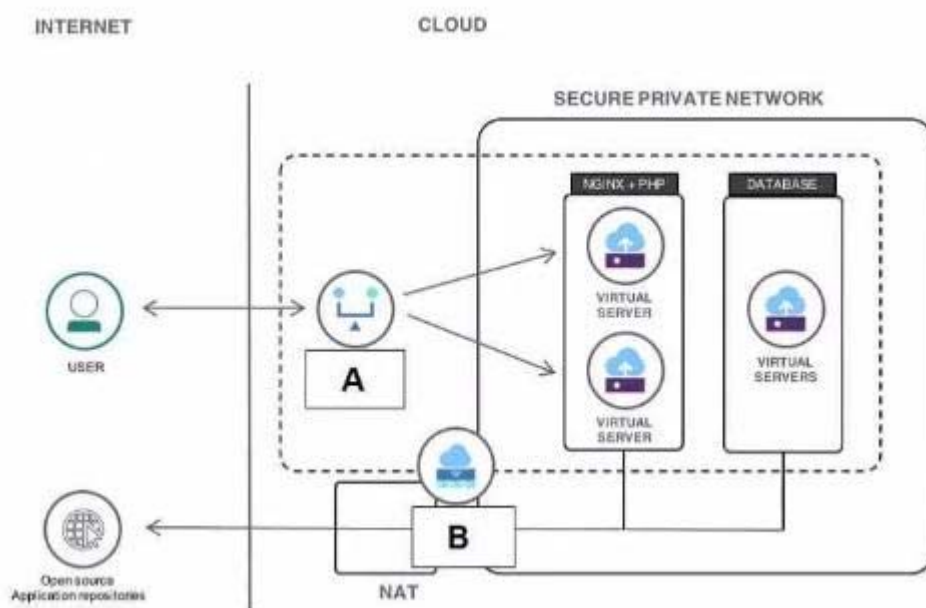 INTERNET
CLOUD
SECURE PRIVATE NETWORK
NGINX + PHP
DATABASE
VIRTUAL
SERVER
USER
A
VIRTUAL
SERVERS
VIRTUAL
SERVER
B
Open source
Application repositories
NAT